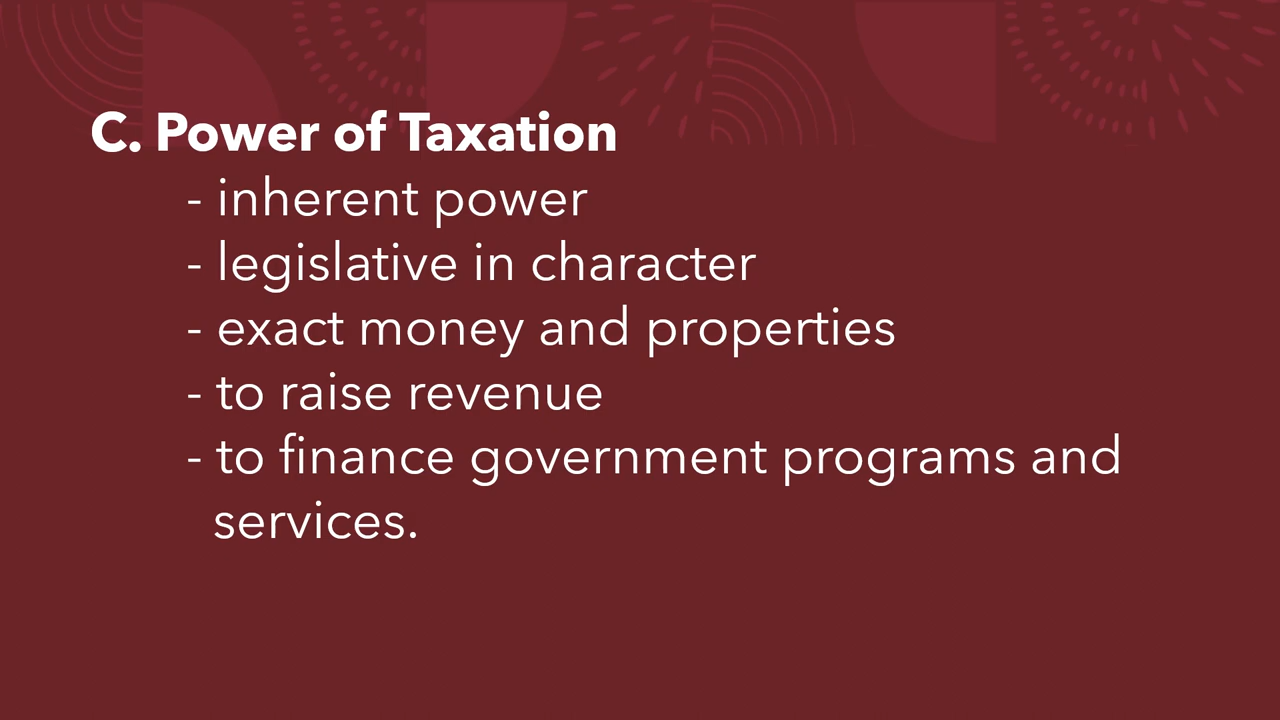 C. Power of Taxation
- inherent power
- legislative in character
- exact money and properties
- to raise revenue
- to finance government programs and
services.